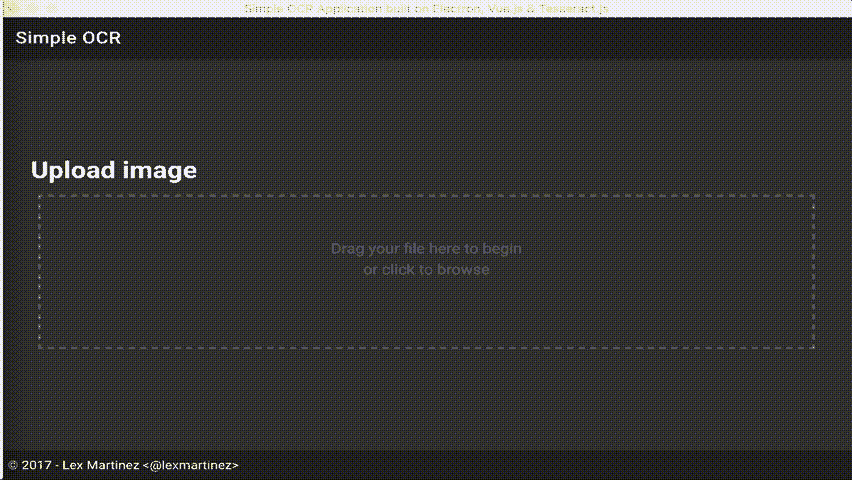 Simple OCR Application built on Electron, Vue.js & Tesseract.js
Simple OCR
Upload image
Drag your file here to begin
or click to browse
© 2017 - Lex Martinez <@lexmartinez>